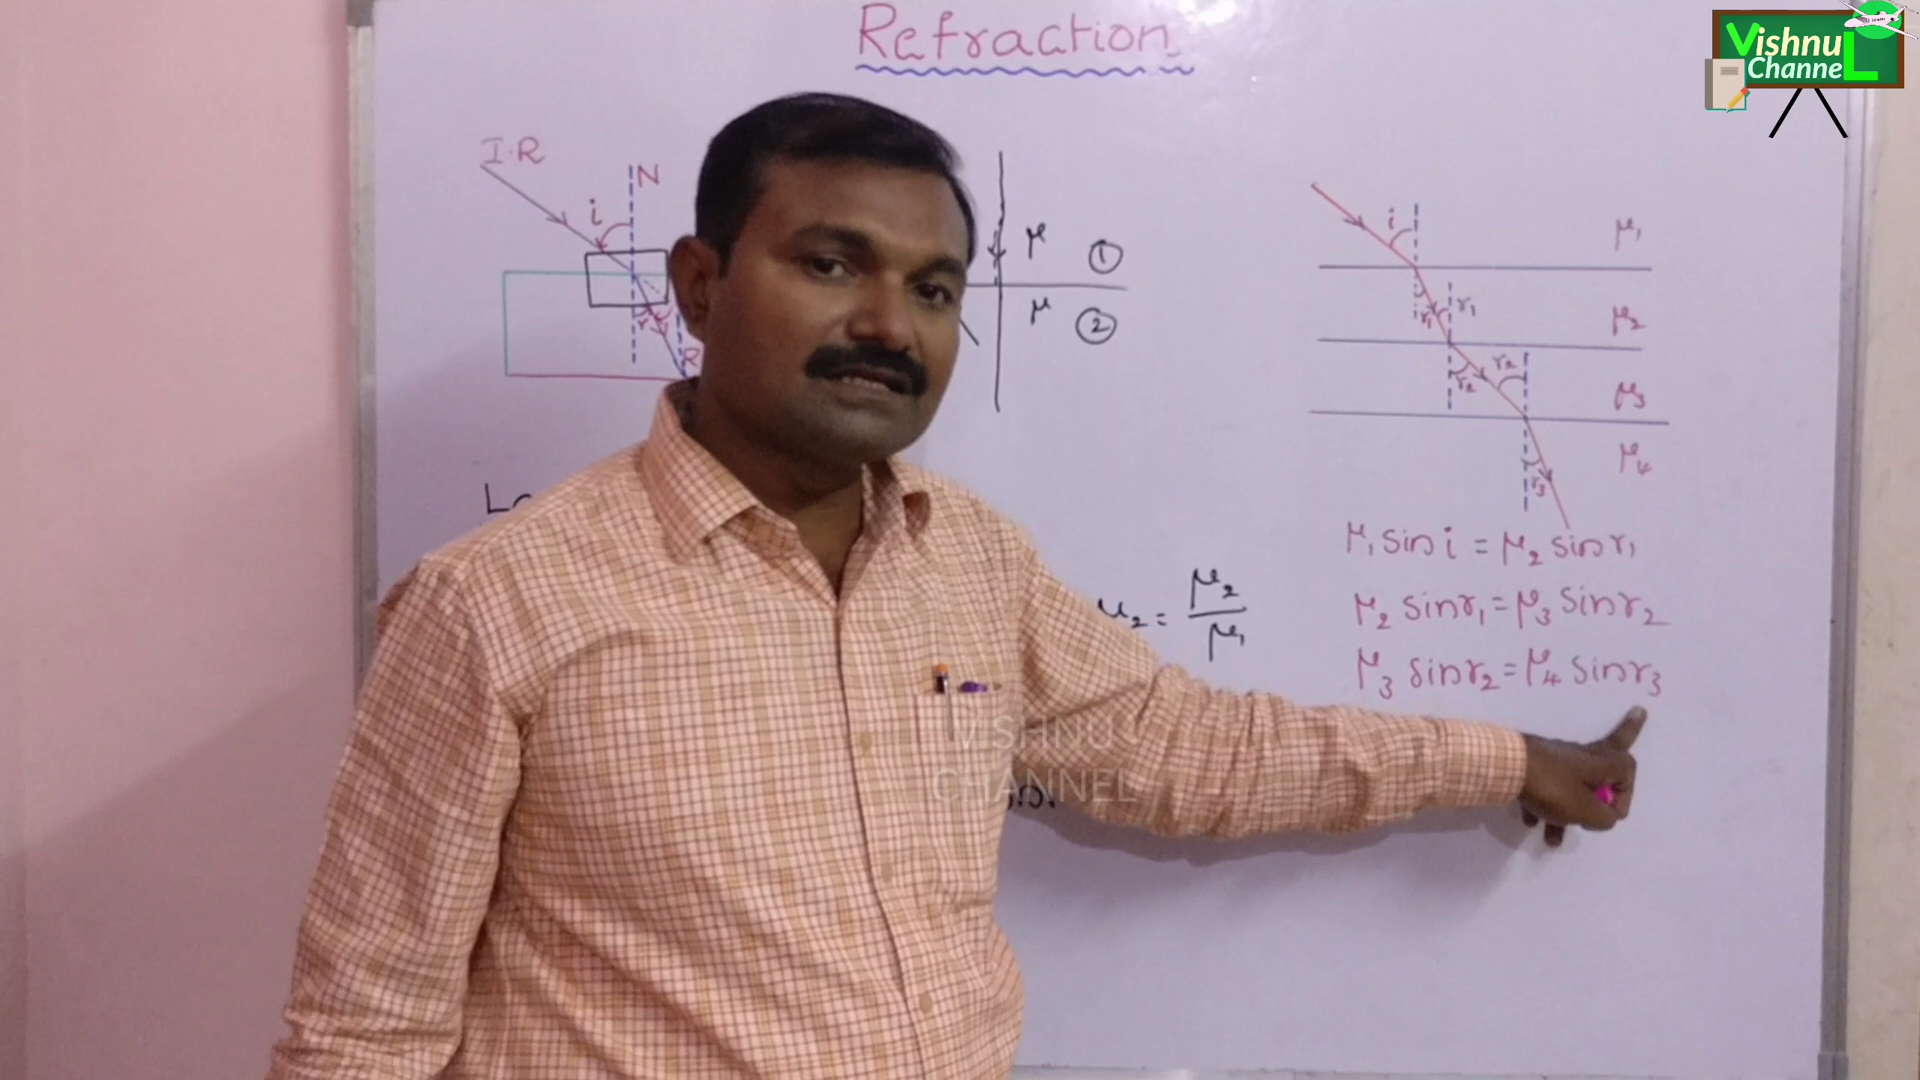 Refraction
Vishnu
ChanneL
I.R
N
i
r
R
μ ①
μ ②
i
μ₁
r₁ r₁
μ₂
r₂ r₂
μ₃
r₃
μ₄
μ₁ sin i = μ₂ sin r₁
μ₂ = μ₂/μ₁
μ₂ sin r₁ = μ₃ sin r₂
μ₃ sin r₂ = μ₄ sin r₃
VISHNU
CHANNEL